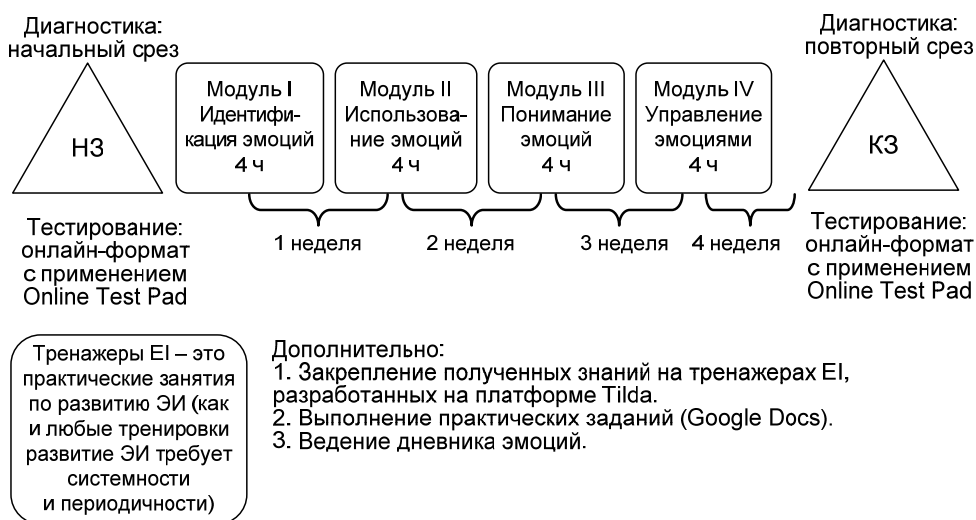 Диагностика:
начальный срез
НЗ
Тестирование:
онлайн-формат
с применением
Online Test Pad
Модуль I
Идентифи-
кация эмоций
4 ч
Модуль II
Использова-
ние эмоций
4 ч
Модуль III
Понимание
эмоций
4 ч
Модуль IV
Управление
эмоциями
4 ч
1 неделя
2 неделя
3 неделя
4 неделя
Диагностика:
повторный срез
КЗ
Тестирование:
онлайн-формат
с применением
Online Test Pad
Тренажеры EI – это
практические занятия
по развитию ЭИ (как
и любые тренировки
развитие ЭИ требует
системности
и периодичности)
Дополнительно:
1. Закрепление полученных знаний на тренажерах EI,
разработанных на платформе Tilda.
2. Выполнение практических заданий (Google Docs).
3. Ведение дневника эмоций.